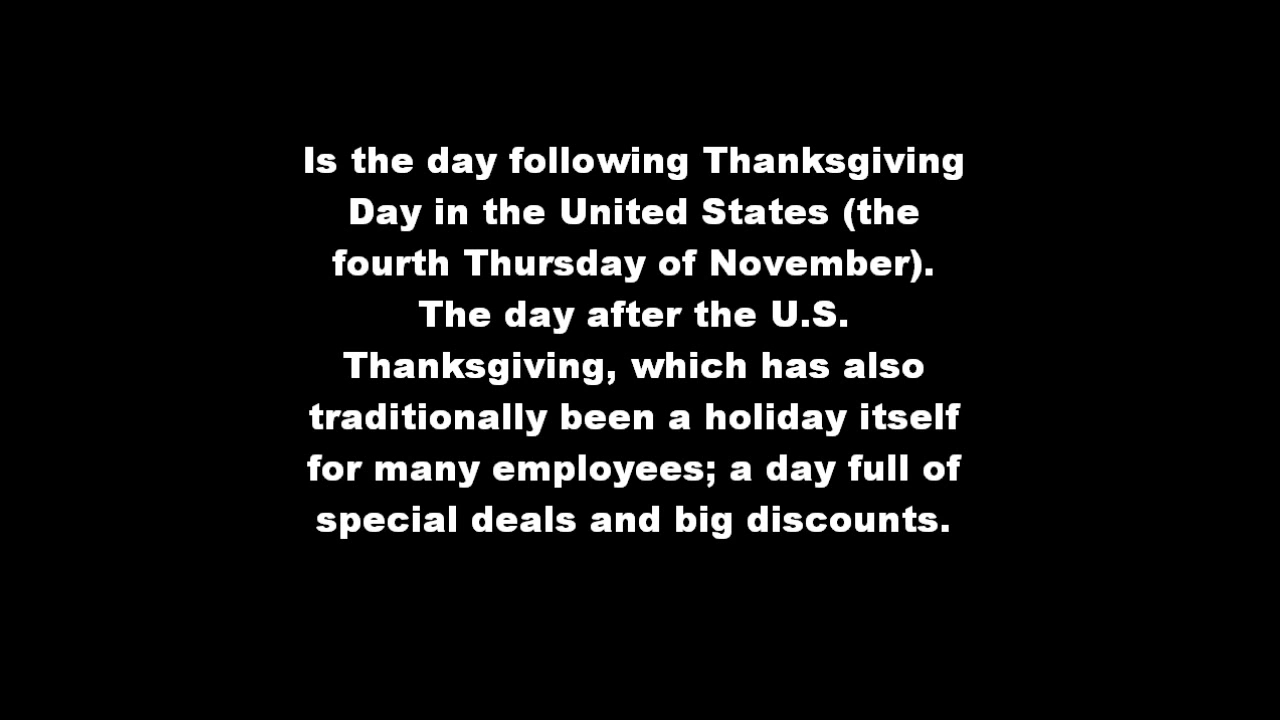 Is the day following Thanksgiving
Day in the United States (the
fourth Thursday of November).
The day after the U.S.
Thanksgiving, which has also
traditionally been a holiday itself
for many employees; a day full of
special deals and big discounts.